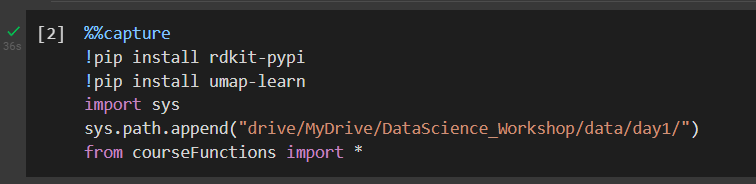 [2] %%capture
36s !pip install rdkit-pypi
!pip install umap-learn
import sys
sys.path.append("drive/MyDrive/DataScience_Workshop/data/day1/")
from courseFunctions import *